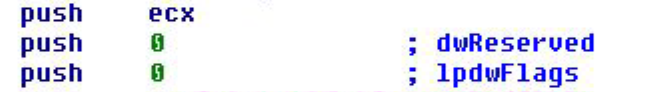 push ecx
push 0 ; dwReserved
push 0 ; lpdwFlags